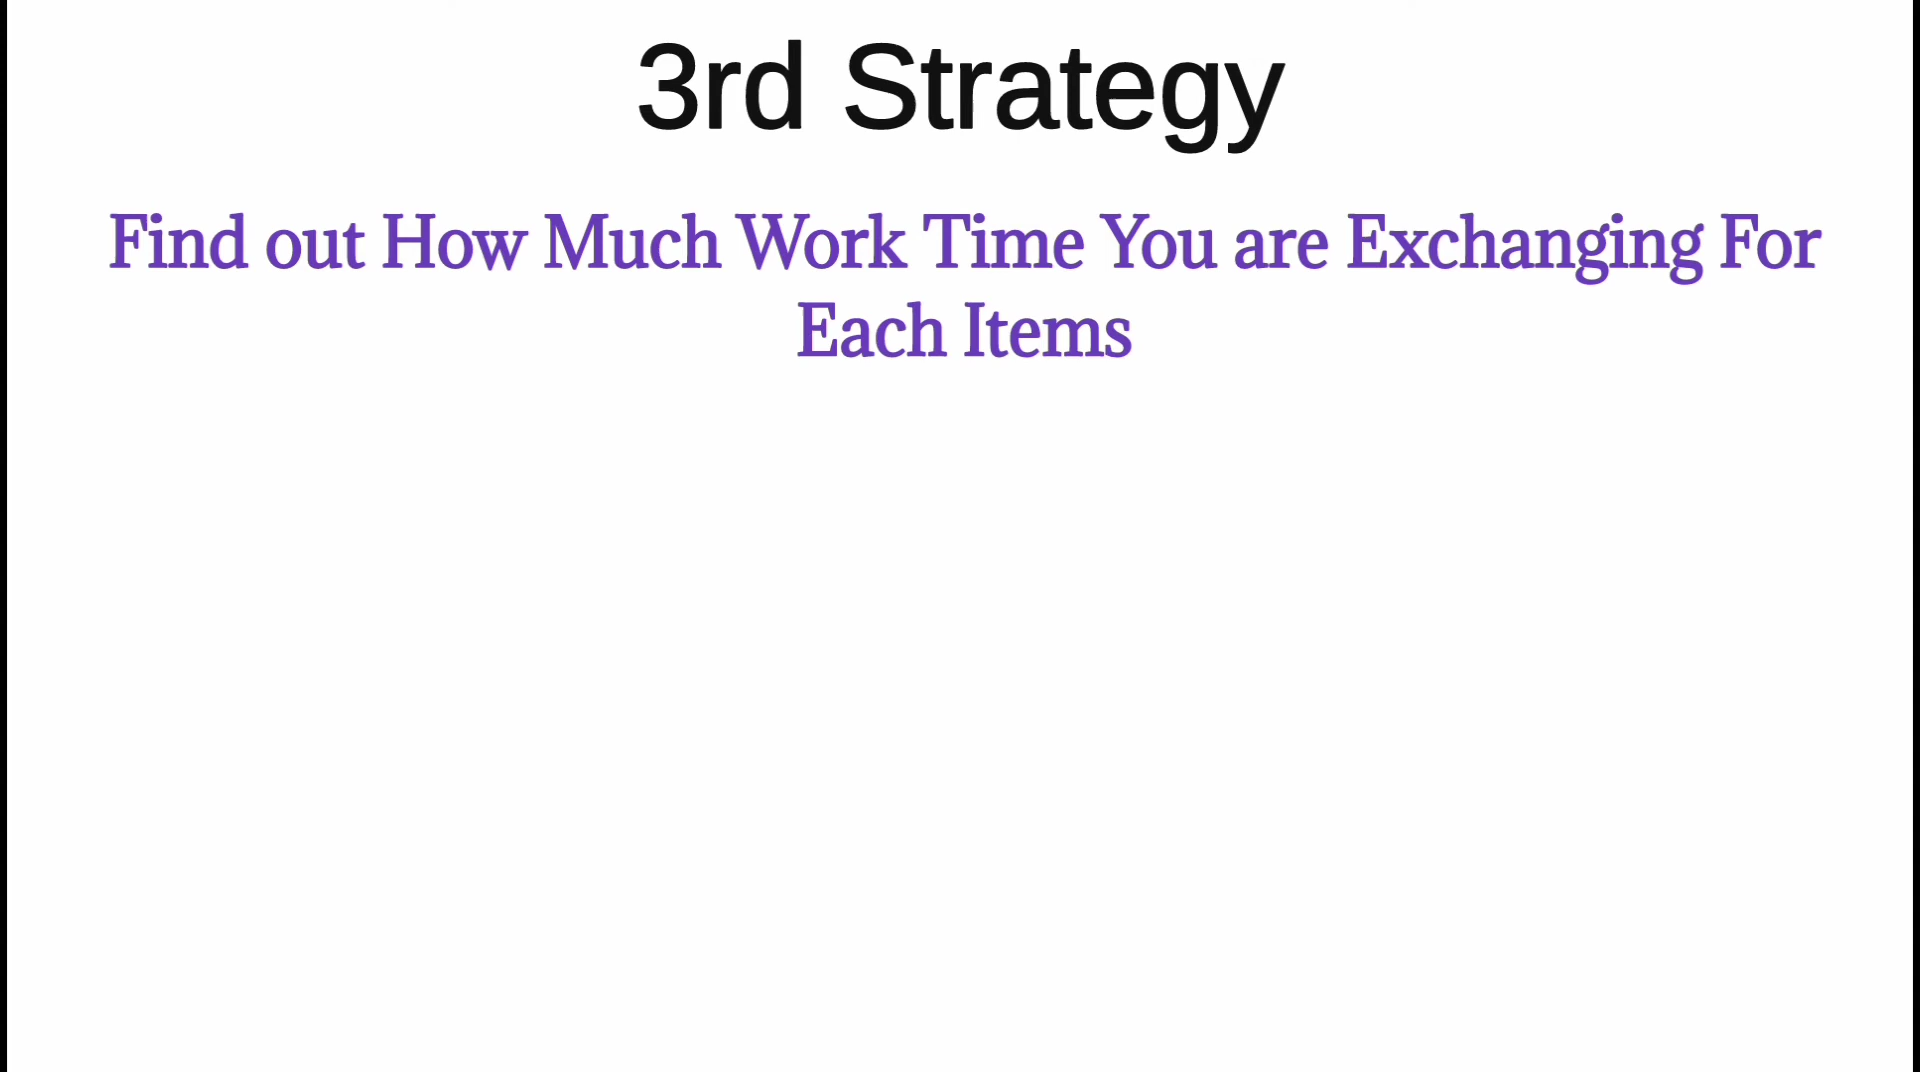 3rd Strategy
Find out How Much Work Time You are Exchanging For
Each Items